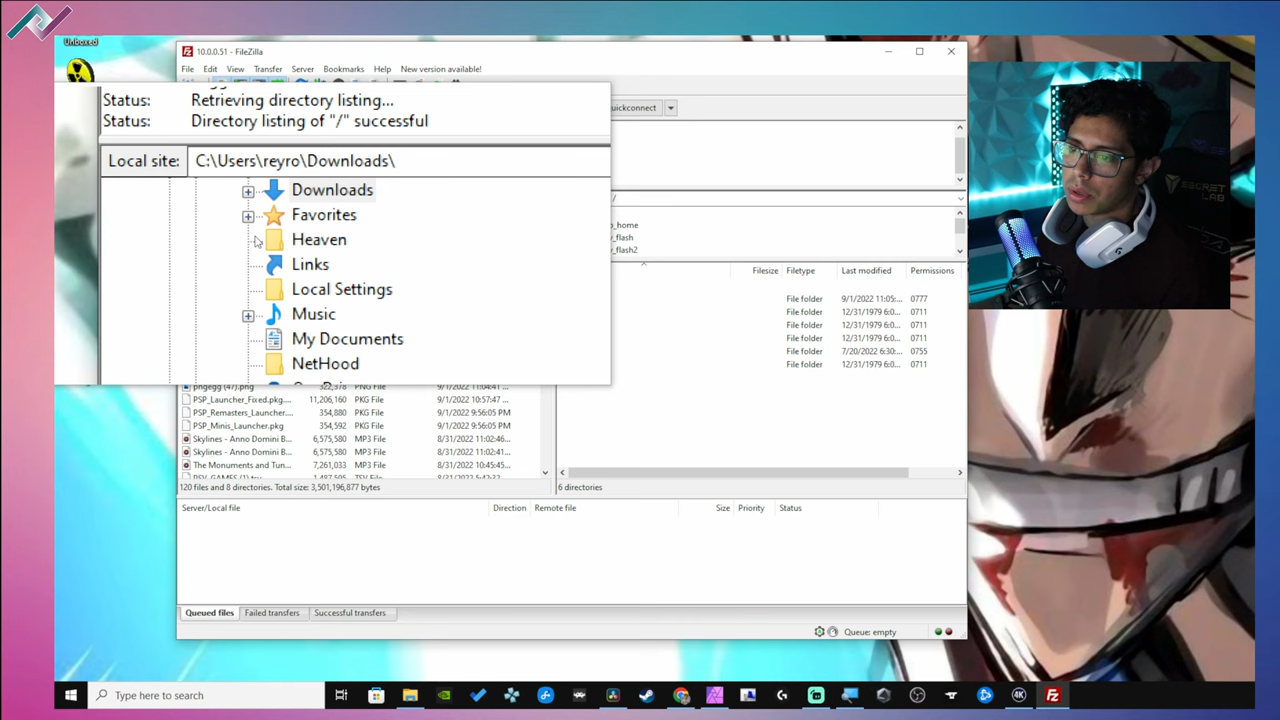 Unboxed
10.0.0.51 - FileZilla
File Edit View Transfer Server Bookmarks Help New version available!
uickconnect
Status: Retrieving directory listing...
Status: Directory listing of "/" successful
Local site: C:\Users\reyro\Downloads\
Downloads
Favorites
Heaven
Links
Local Settings
Music
My Documents
NetHood
/
_home
_flash
_flash2
Filesize Filetype Last modified Permissions
File folder 9/1/2022 11:05:... 0777
File folder 12/31/1979 6:0... 0711
File folder 12/31/1979 6:0... 0711
File folder 12/31/1979 6:0... 0711
File folder 7/20/2022 6:30:... 0755
File folder 12/31/1979 6:0... 0711
pngegg (47).png 322,378 PNG File 9/1/2022 11:04:41 ...
PSP_Launcher_Fixed.pkg... 11,206,160 PKG File 9/1/2022 10:57:47 ...
PSP_Remasters_Launcher.... 354,880 PKG File 9/1/2022 9:56:05 PM
PSP_Minis_Launcher.pkg 354,592 PKG File 9/1/2022 9:56:05 PM
Skylines - Anno Domini B... 6,575,580 MP3 File 8/31/2022 11:02:46...
Skylines - Anno Domini B... 6,575,580 MP3 File 8/31/2022 11:02:41...
The Monuments and Tun... 7,261,033 MP3 File 8/31/2022 10:45:45...
120 files and 8 directories. Total size: 3,501,196,877 bytes
6 directories
Server/Local file Direction Remote file Size Priority Status
Queued files Failed transfers Successful transfers
Queue: empty
Type here to search
4K
SECRET LAB